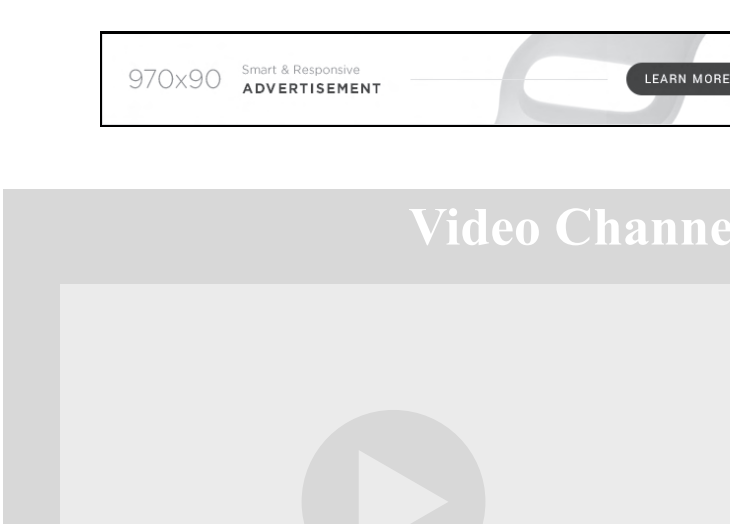 970x90
Smart & Responsive
ADVERTISEMENT
LEARN MORE
Video Channe